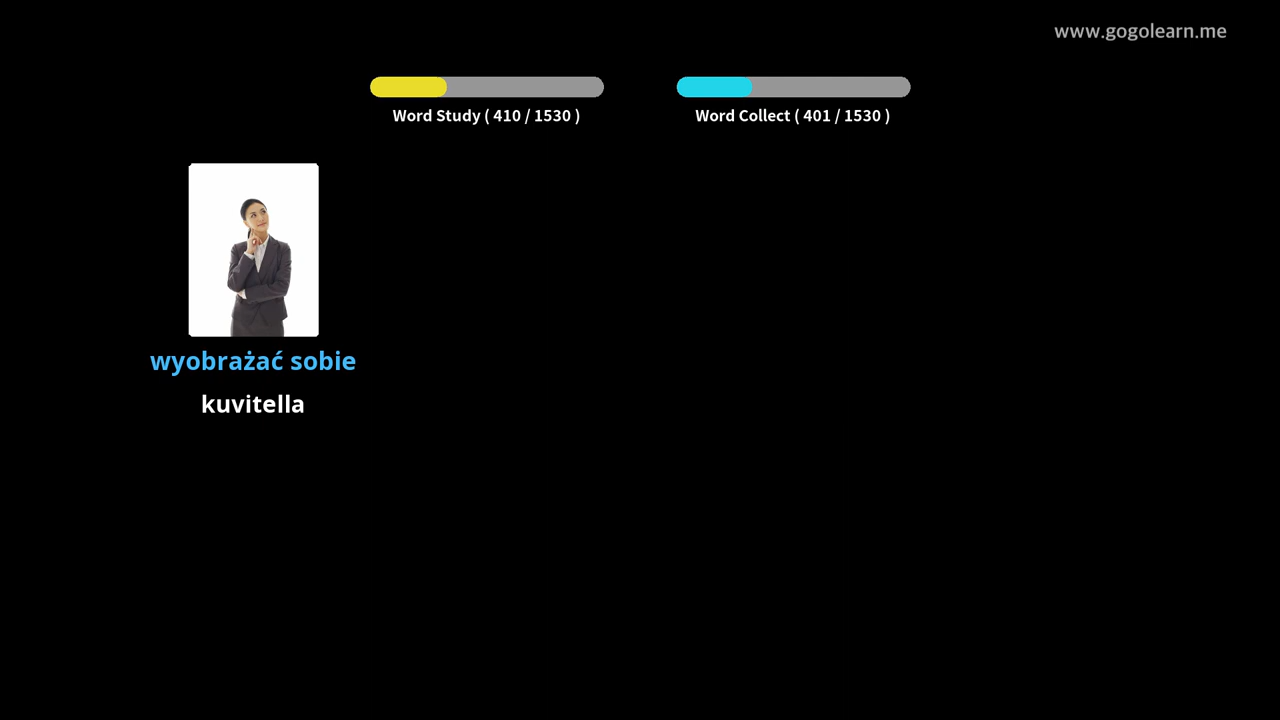 www.gogolearn.me
Word Study ( 410 / 1530 )
Word Collect ( 401 / 1530 )
wyobrażać sobie
kuvitella